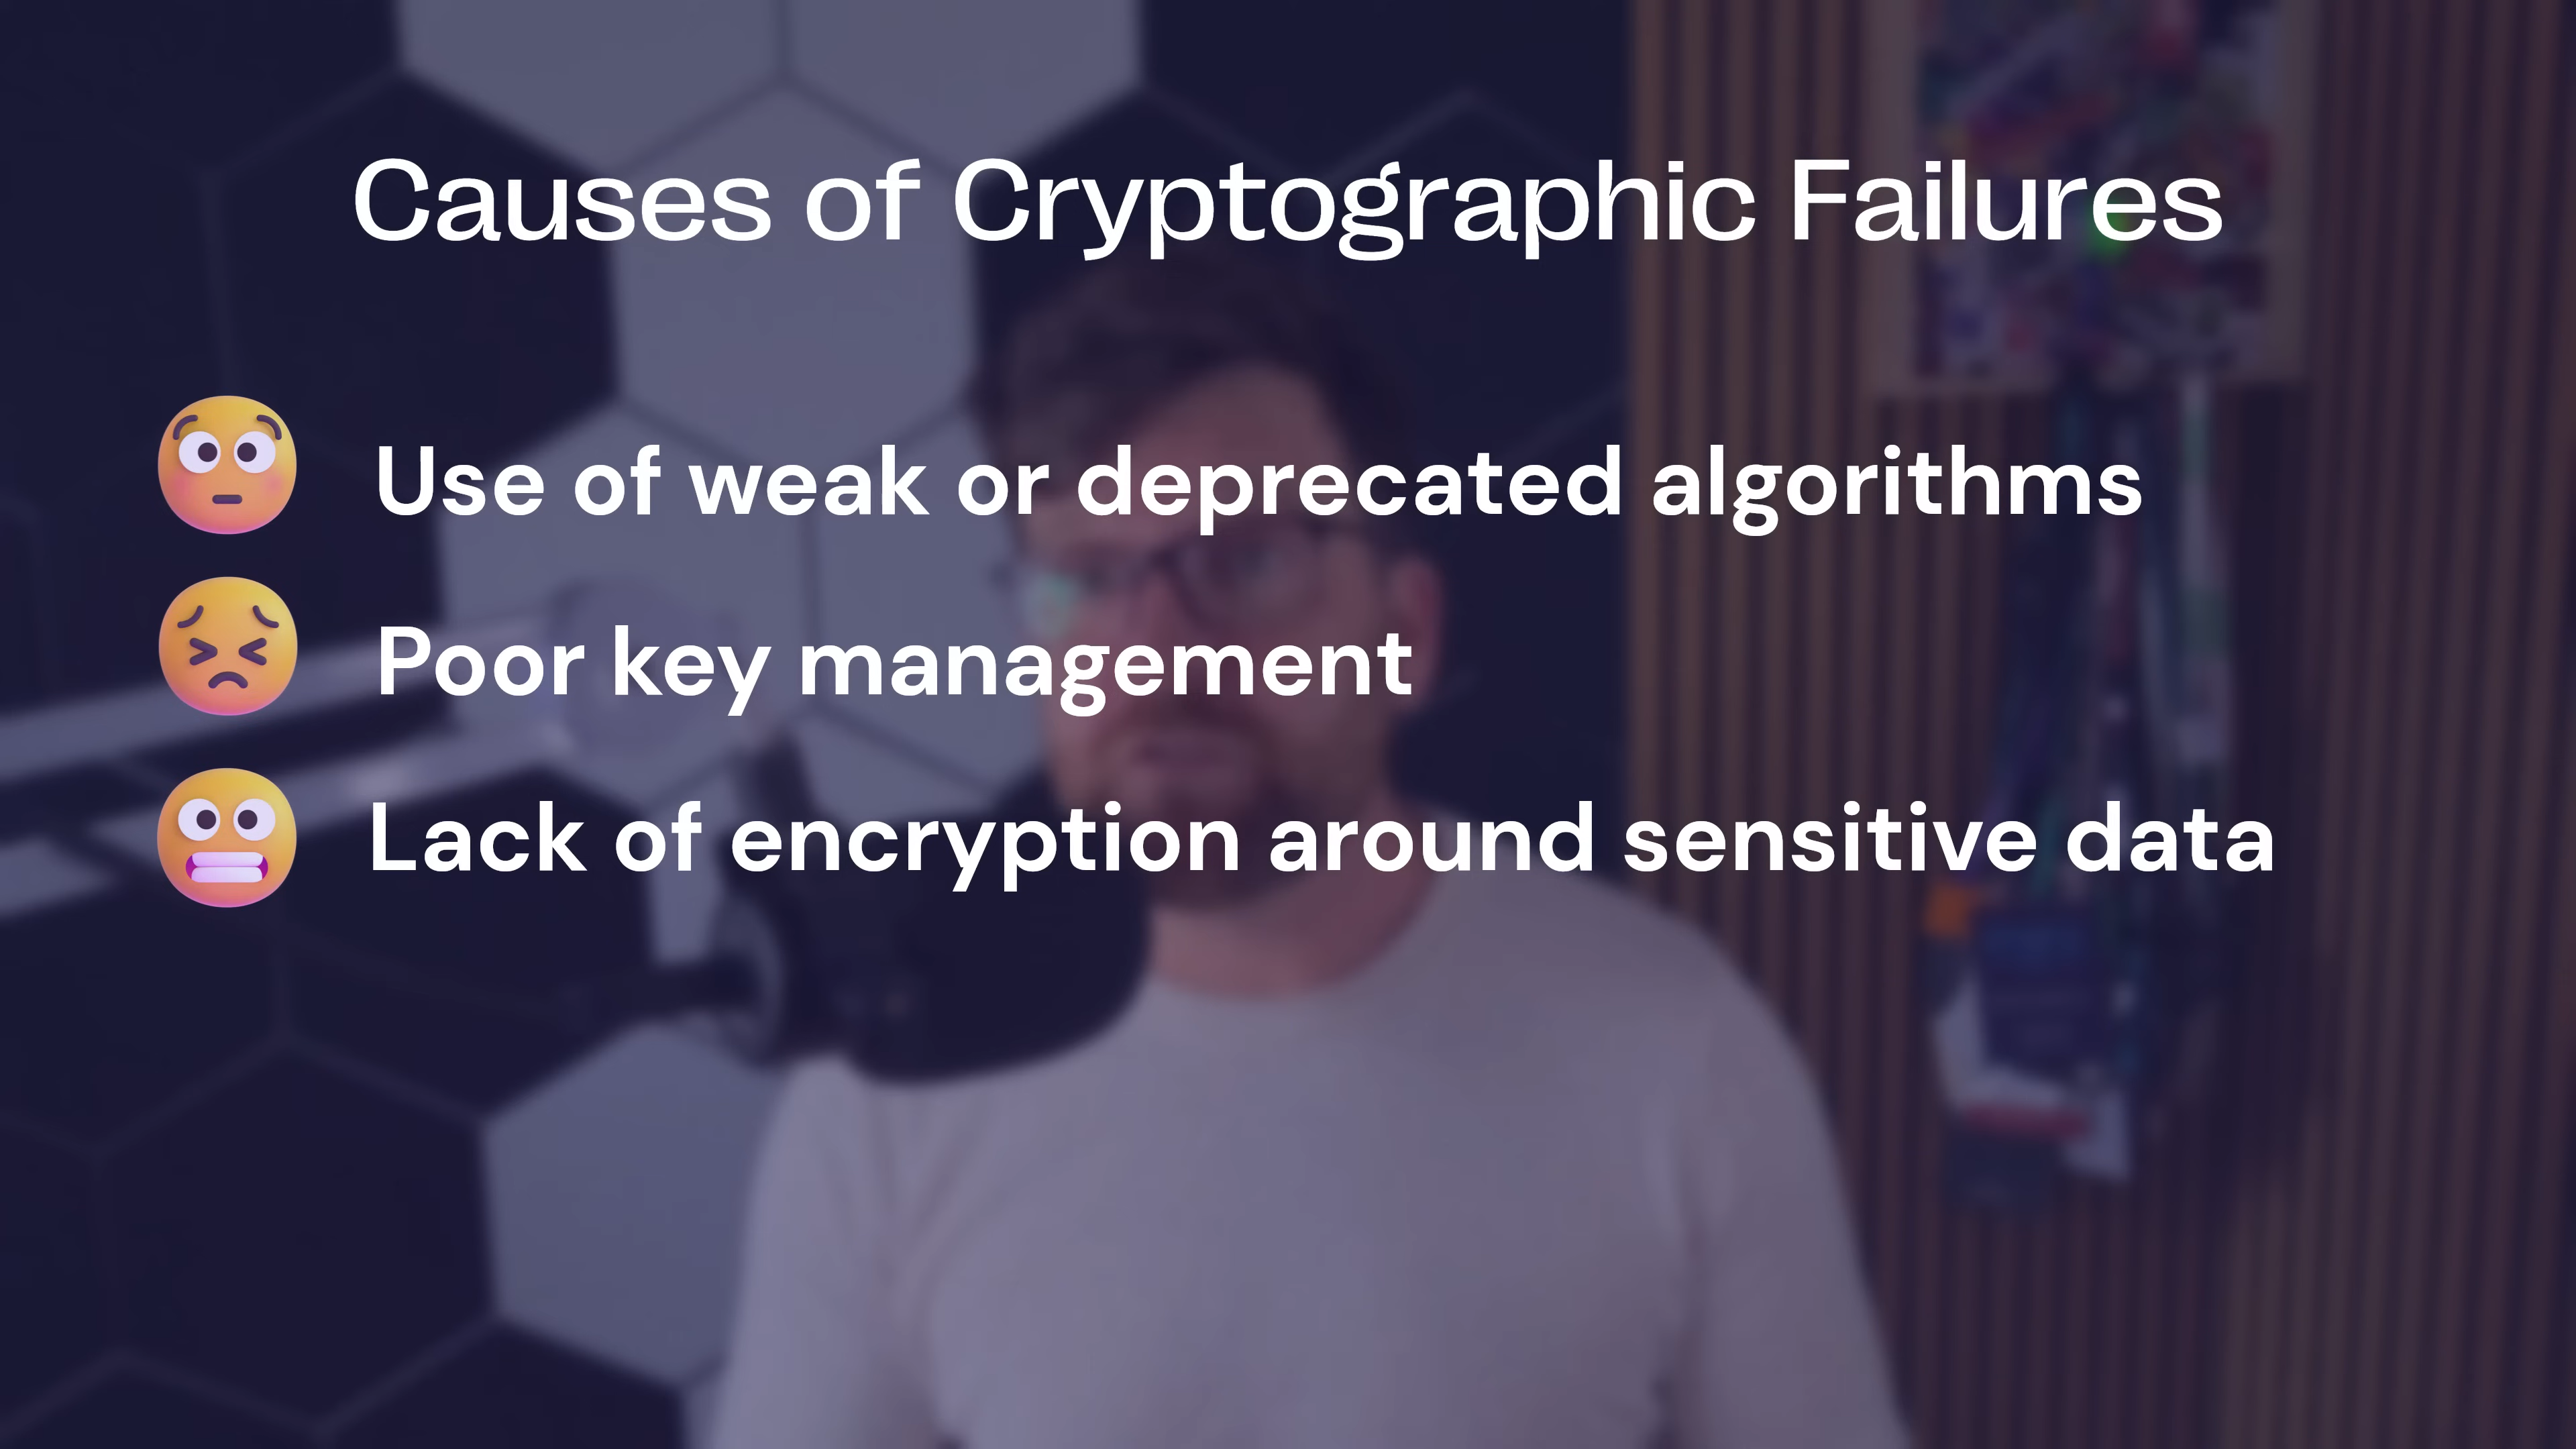 Causes of Cryptographic Failures
Use of weak or deprecated algorithms
Poor key management
Lack of encryption around sensitive data